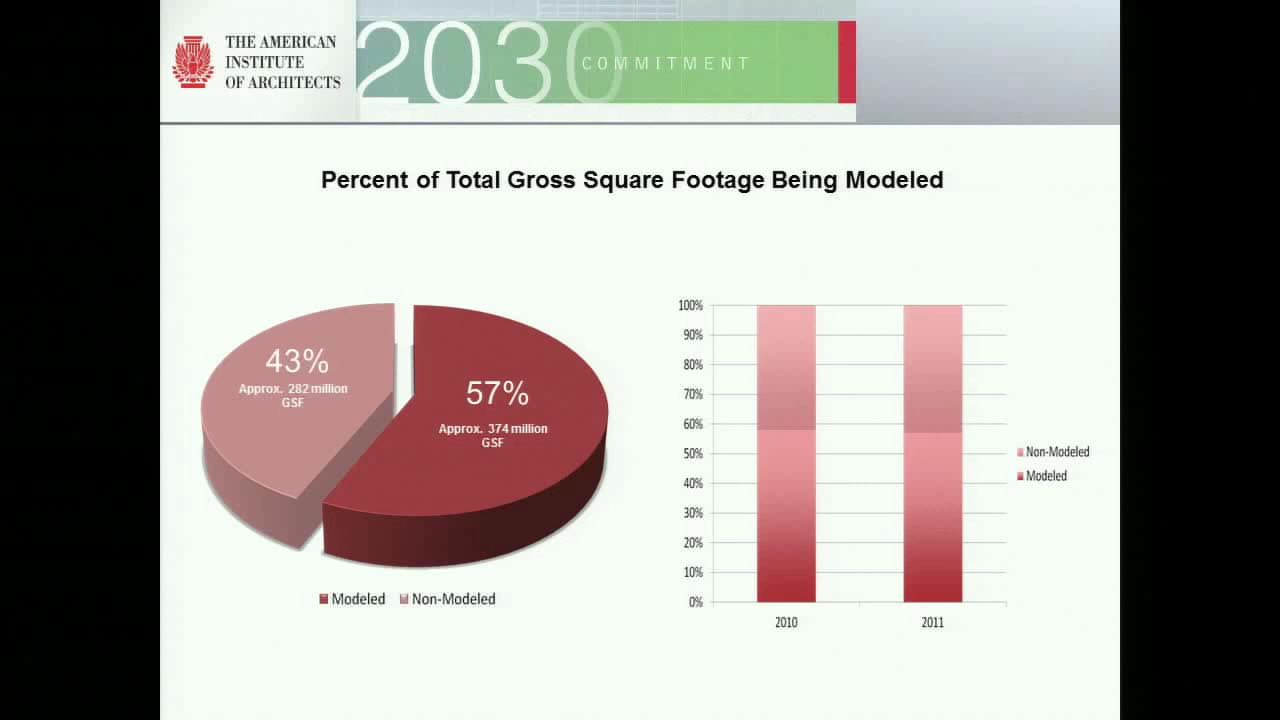 THE AMERICAN
INSTITUTE
OF ARCHITECTS
2030
COMMITMENT
Percent of Total Gross Square Footage Being Modeled
43%
Approx. 282 million
GSF
57%
Approx. 374 million
GSF
Modeled Non-Modeled
100%
90%
80%
70%
60%
50%
40%
30%
20%
10%
0%
2010 2011
Non-Modeled
Modeled